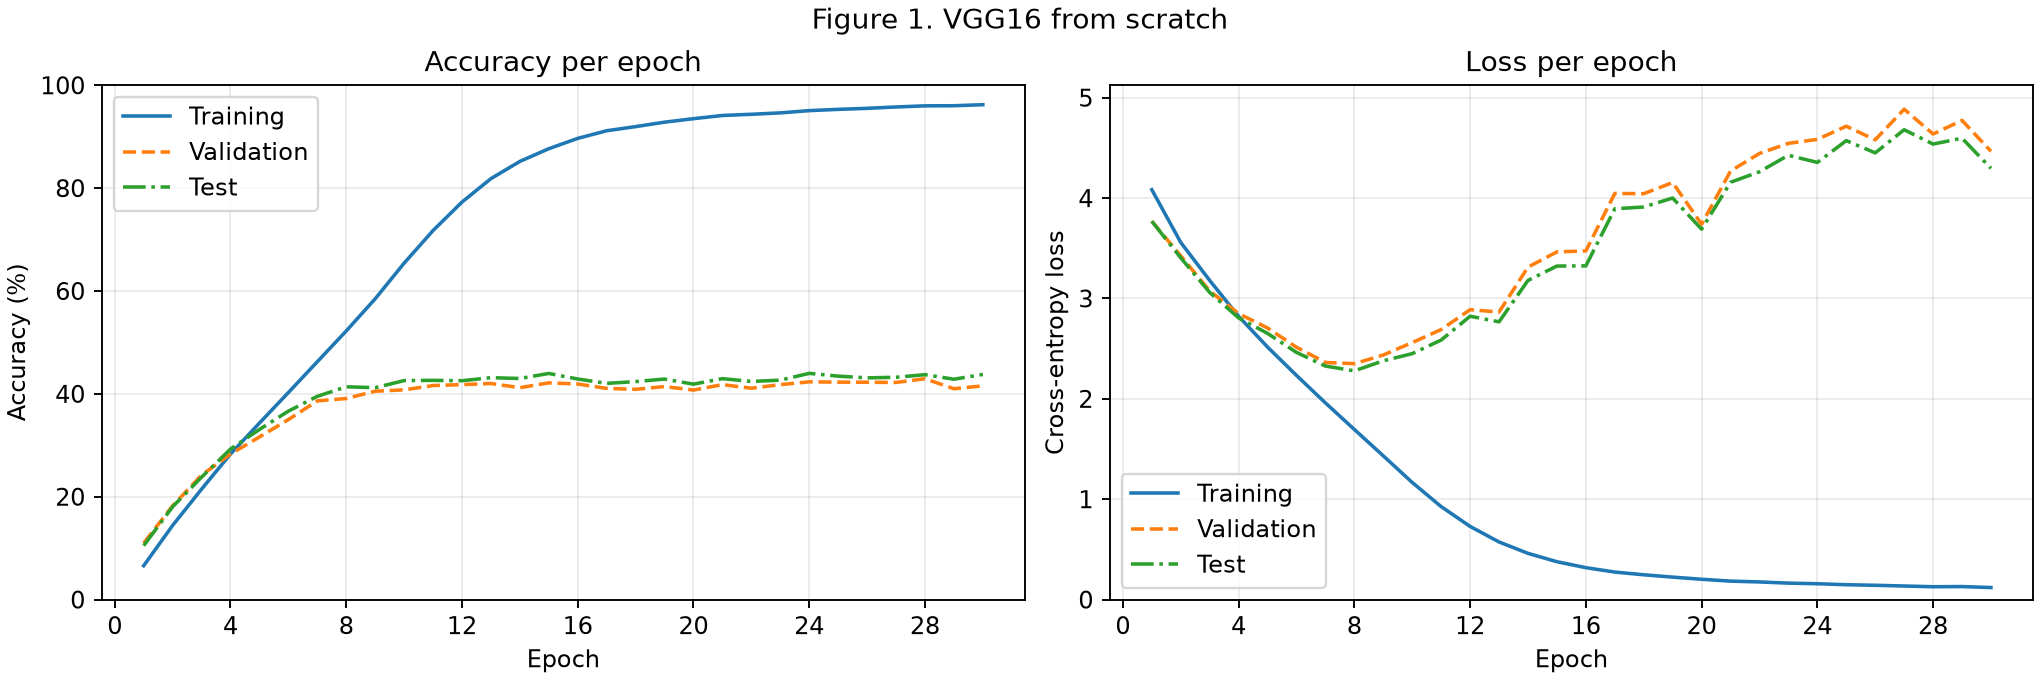 Figure 1. VGG16 from scratch
Accuracy per epoch
Accuracy (%)
100
80
60
40
20
0
Training
Validation
Test
0 4 8 12 16 20 24 28
Epoch
Loss per epoch
Cross-entropy loss
5
4
3
2
1
0
Training
Validation
Test
0 4 8 12 16 20 24 28
Epoch